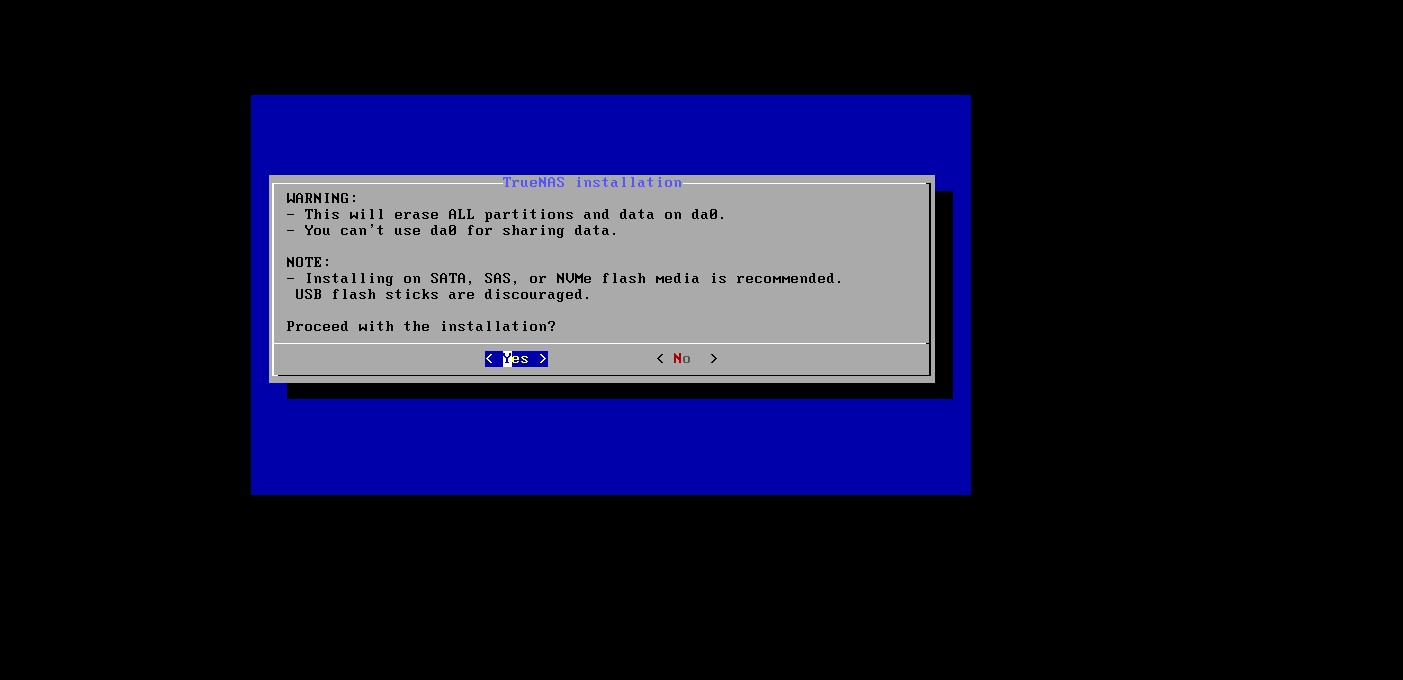 TrueNAS installation
WARNING:
- This will erase ALL partitions and data on da0.
- You can't use da0 for sharing data.
NOTE:
- Installing on SATA, SAS, or NVMe flash media is recommended.
USB flash sticks are discouraged.
Proceed with the installation?
< Yes > < No >